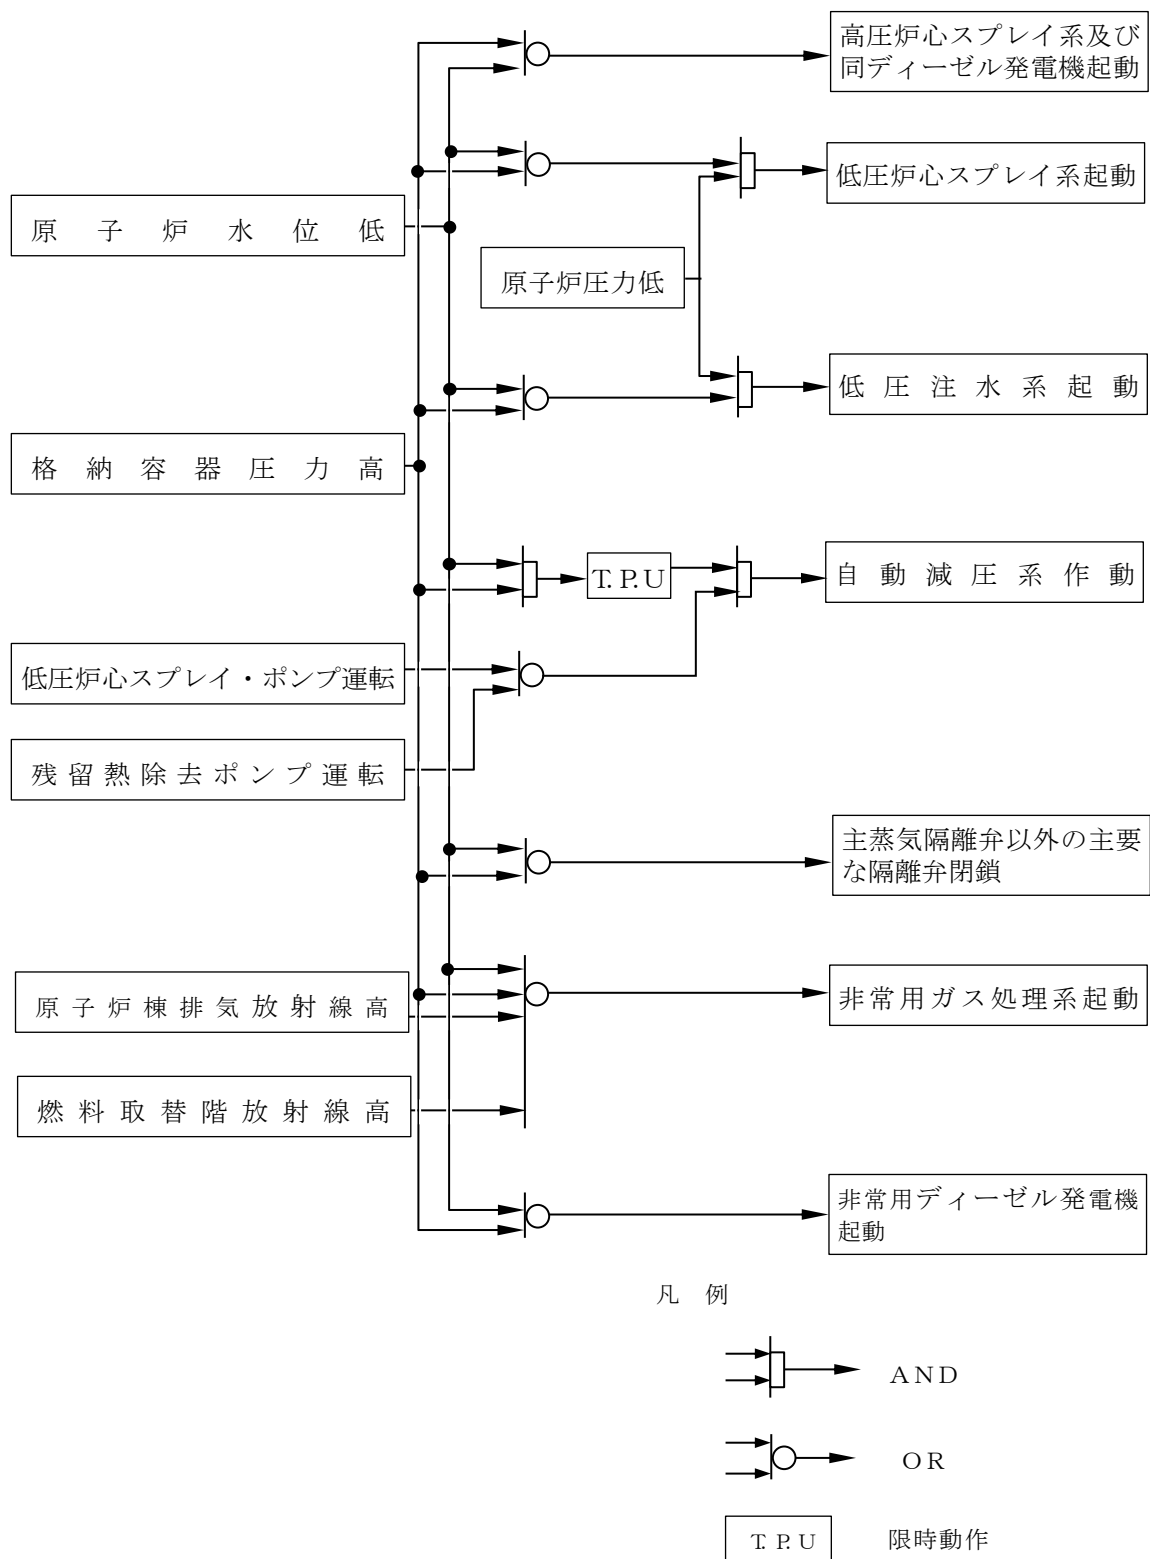 高圧炉心スプレイ系及び
同ディーゼル発電機起動
低圧炉心スプレイ系起動
原子炉水位低
原子炉圧力低
低圧注水系起動
格納容器圧力高
T.P.U
自動減圧系作動
低圧炉心スプレイ・ポンプ運転
残留熱除去ポンプ運転
主蒸気隔離弁以外の主要
な隔離弁閉鎖
原子炉棟排気放射線高
非常用ガス処理系起動
燃料取替階放射線高
非常用ディーゼル発電機
起動
凡 例
AND
OR
T.P.U 限時動作